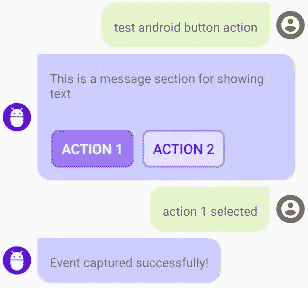 test android button action
This is a message section for showing
text
ACTION 1 ACTION 2
action 1 selected
Event captured successfully!